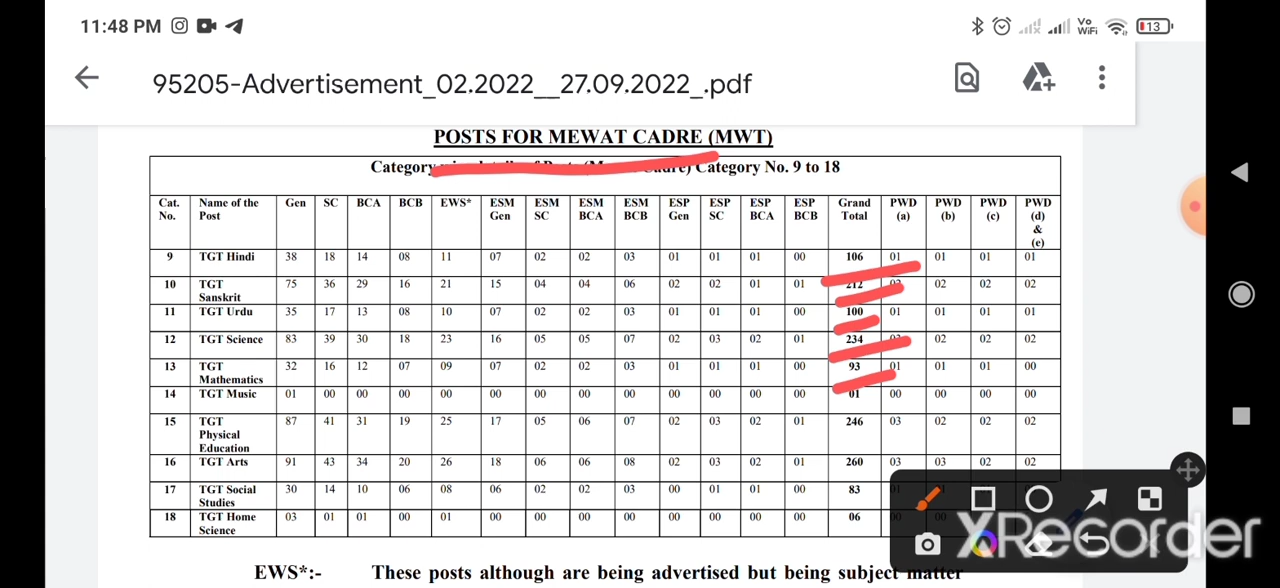 11:48 PM
Vo WiFi 13
95205-Advertisement_02.2022__27.09.2022_.pdf
POSTS FOR MEWAT CADRE (MWT)
Category Category No. 9 to 18
Cat. No. Name of the Post Gen SC BCA BCB EWS* ESM Gen ESM SC ESM BCA ESM BCB ESP Gen ESP SC ESP BCA ESP BCB Grand Total PWD (a) PWD (b) PWD (c) PWD (d) & (e)
9 TGT Hindi 38 18 14 08 11 07 02 02 03 01 01 01 00 106 01 01 01 01
10 TGT Sanskrit 75 36 29 16 21 15 04 04 06 02 02 01 01 212 02 02 02
11 TGT Urdu 35 17 13 08 10 07 02 02 03 01 01 01 00 100 01 01 01 01
12 TGT Science 83 39 30 18 23 16 05 05 07 02 03 02 01 234 02 02 02
13 TGT Mathematics 32 16 12 07 09 07 02 02 03 01 01 01 00 93 01 01 01 00
14 TGT Music 01 00 00 00 00 00 00 00 00 00 00 00 00 01 00 00 00 00
15 TGT Physical Education 87 41 31 19 25 17 05 06 07 02 03 02 01 246 03 02 02 02
16 TGT Arts 91 43 34 20 26 18 06 06 08 02 03 02 01 260 03 03 02 02
17 TGT Social Studies 30 14 10 06 08 06 02 02 03 00 01 01 00 83
18 TGT Home Science 03 01 01 00 01 00 00 00 00 00 00 00 00 06
XRecorder
EWS*:- These posts although are being advertised but being subject matter